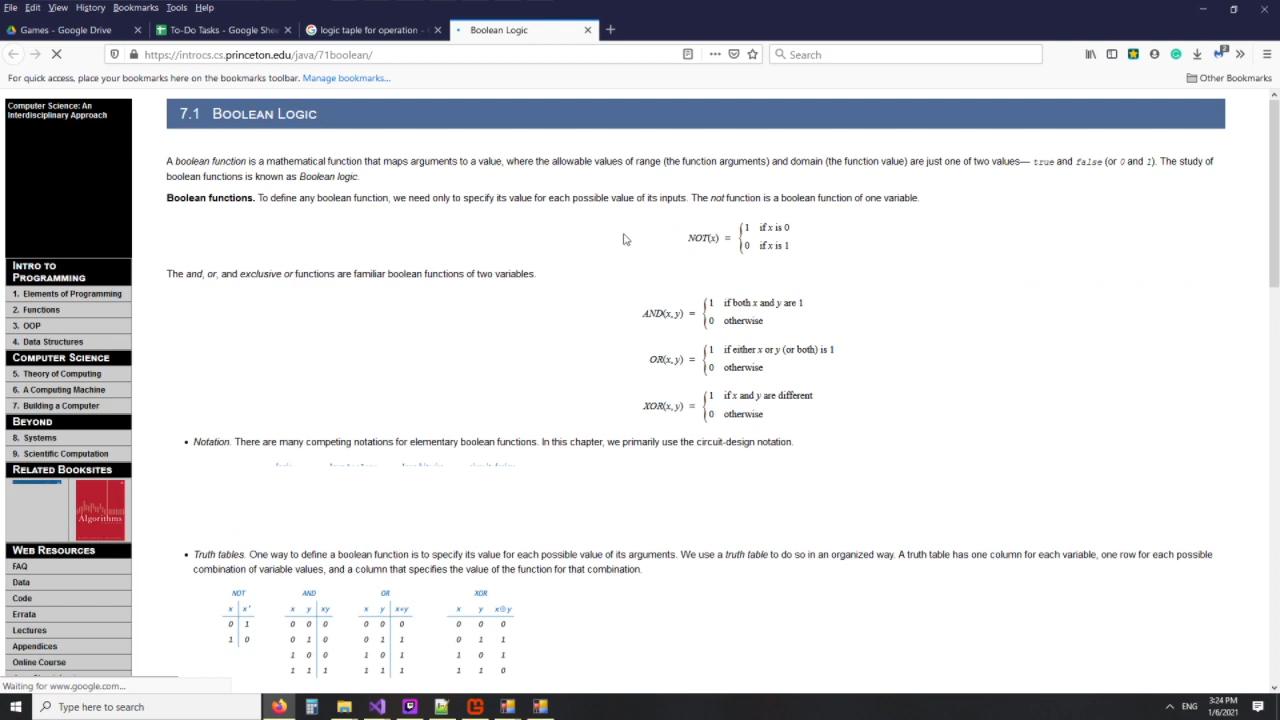 File Edit View History Bookmarks Tools Help
Games - Google Drive
To-Do Tasks - Google Shee
logic taple for operation -
Boolean Logic
https://introcs.cs.princeton.edu/java/71boolean/
Search
2
For quick access, place your bookmarks here on the bookmarks toolbar. Manage bookmarks...
Other Bookmarks
Computer Science: An
Interdisciplinary Approach
INTRO TO
PROGRAMMING
1. Elements of Programming
2. Functions
3. OOP
4. Data Structures
COMPUTER SCIENCE
5. Theory of Computing
6. A Computing Machine
7. Building a Computer
BEYOND
8. Systems
9. Scientific Computation
RELATED BOOKSITES
Algorithms
WEB RESOURCES
FAQ
Data
Code
Errata
Lectures
Appendices
Online Course
7.1 BOOLEAN LOGIC
A boolean function is a mathematical function that maps arguments to a value, where the allowable values of range (the function arguments) and domain (the function value) are just one of two values— true and false (or 0 and 1). The study of
boolean functions is known as Boolean logic.
Boolean functions. To define any boolean function, we need only to specify its value for each possible value of its inputs. The not function is a boolean function of one variable.
NOT(x) = { 1 if x is 0
0 if x is 1
The and, or, and exclusive or functions are familiar boolean functions of two variables.
AND(x, y) = { 1 if both x and y are 1
0 otherwise
OR(x, y) = { 1 if either x or y (or both) is 1
0 otherwise
XOR(x, y) = { 1 if x and y are different
0 otherwise
• Notation. There are many competing notations for elementary boolean functions. In this chapter, we primarily use the circuit-design notation.
• Truth tables. One way to define a boolean function is to specify its value for each possible value of its arguments. We use a truth table to do so in an organized way. A truth table has one column for each variable, one row for each possible
combination of variable values, and a column that specifies the value of the function for that combination.
NOT AND OR XOR
x x' x y xy x y x+y x y x⊕y
0 1 0 0 0 0 0 0 0 0 0
1 0 0 1 0 0 1 1 0 1 1
1 0 0 1 0 1 1 0 1
1 1 1 1 1 1 1 1 0
Waiting for www.google.com...
Type here to search
ENG
3:24 PM
1/6/2021